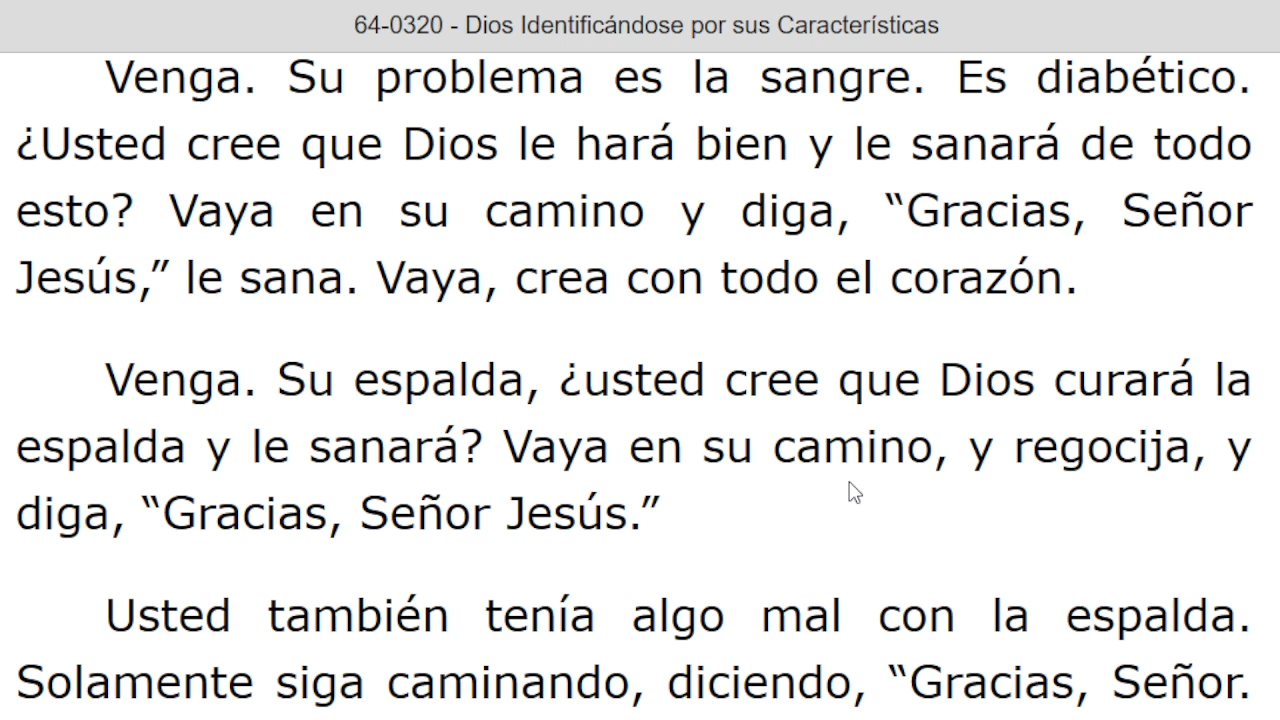 64-0320 - Dios Identificándose por sus Características
Venga. Su problema es la sangre. Es diabético.
¿Usted cree que Dios le hará bien y le sanará de todo
esto? Vaya en su camino y diga, “Gracias, Señor
Jesús,” le sana. Vaya, crea con todo el corazón.
Venga. Su espalda, ¿usted cree que Dios curará la
espalda y le sanará? Vaya en su camino, y regocija, y
diga, “Gracias, Señor Jesús.”
Usted también tenía algo mal con la espalda.
Solamente siga caminando, diciendo, “Gracias, Señor.